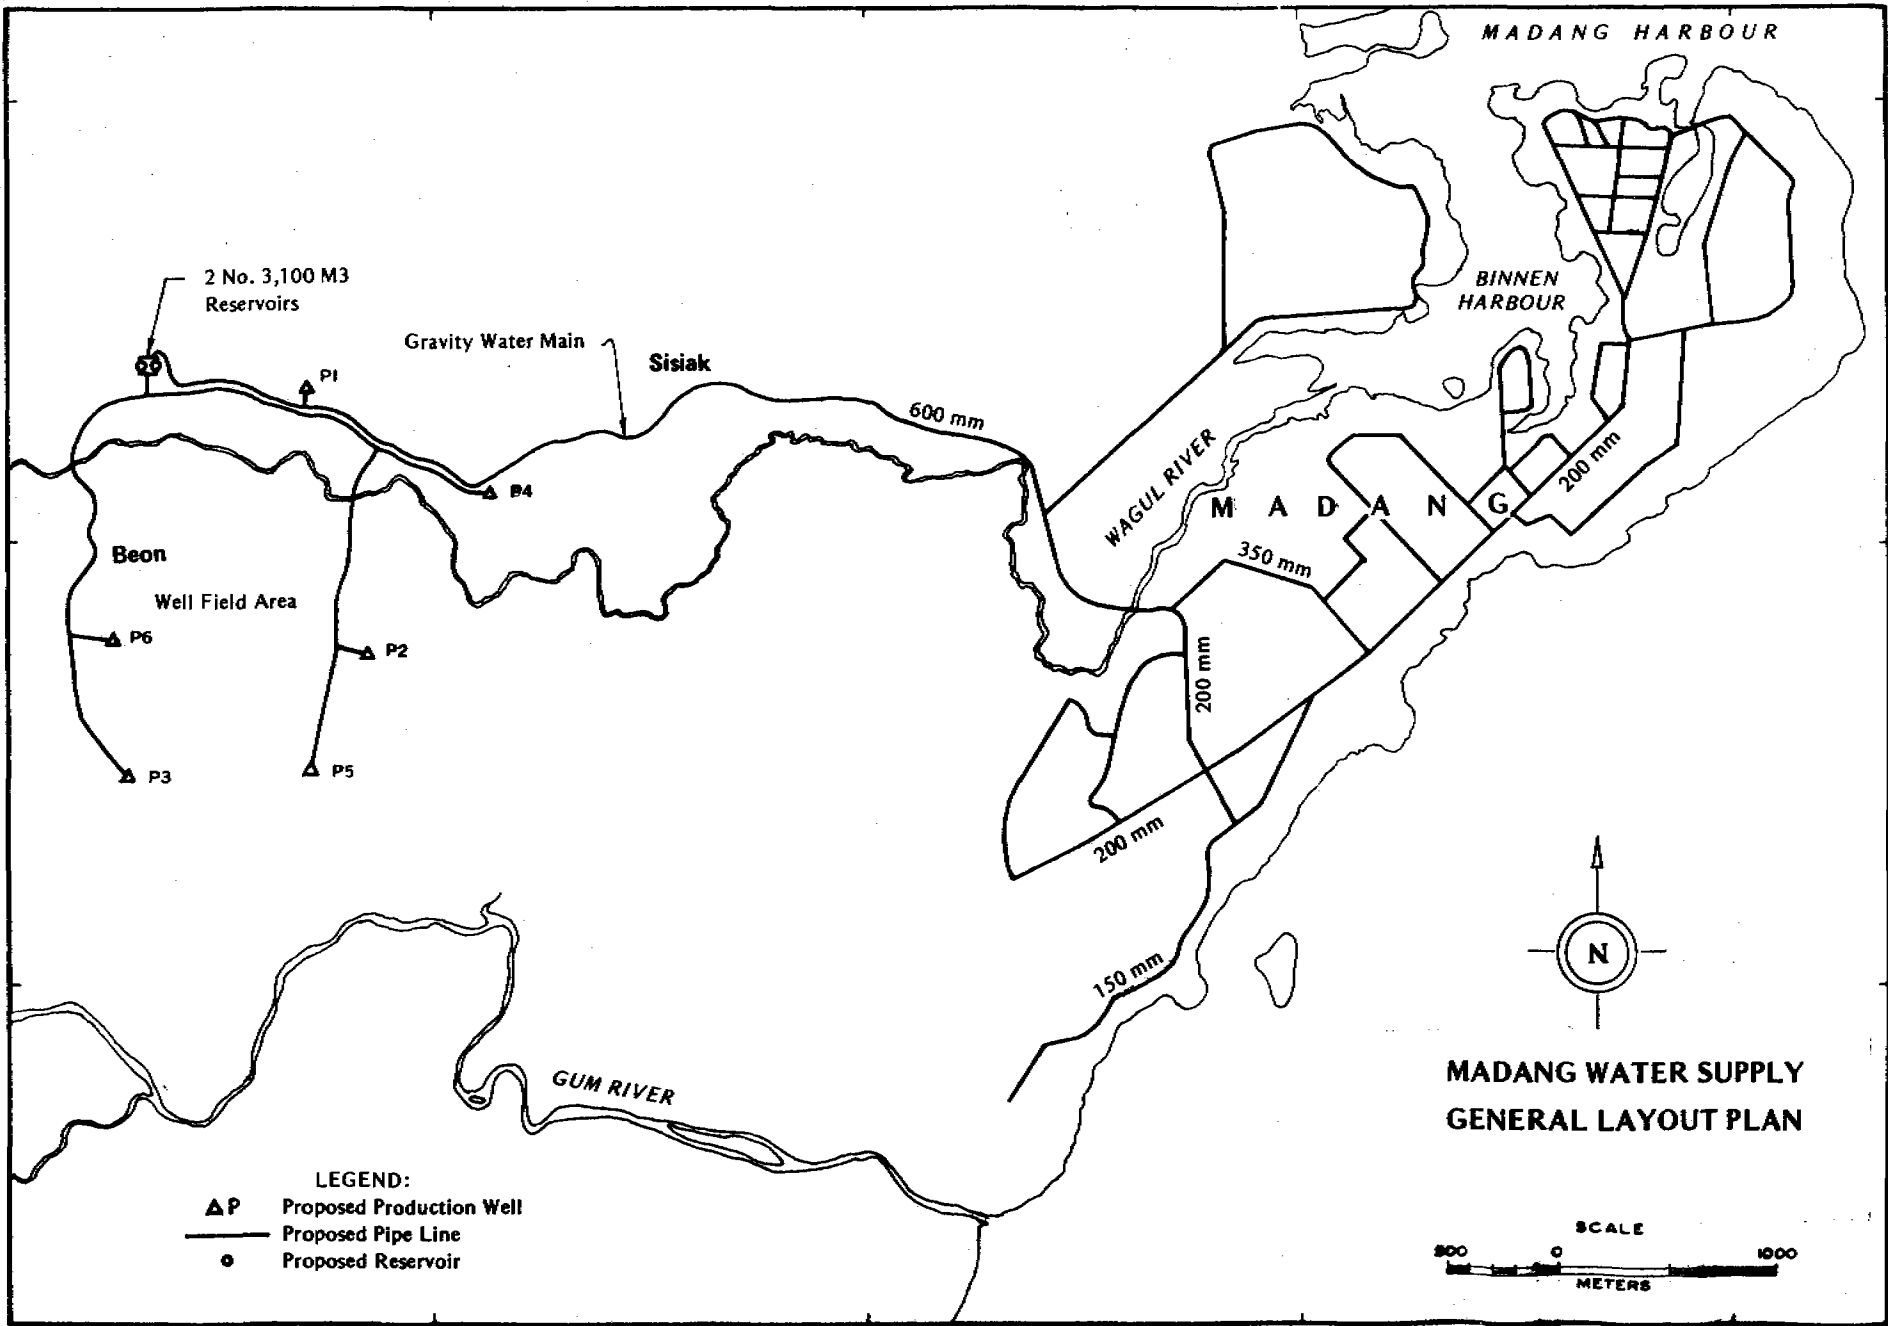 MADANG HARBOUR
2 No. 3,100 M3
Reservoirs
BINNEN
HARBOUR
Gravity Water Main
Sisiak
P1
600 mm
200 mm
WAGUL RIVER
P4
M A D A N G
350 mm
Beon
Well Field Area
P6
P2
200 mm
P3
P5
200 mm
150 mm
N
GUM RIVER
MADANG WATER SUPPLY
GENERAL LAYOUT PLAN
LEGEND:
P Proposed Production Well
Proposed Pipe Line
Proposed Reservoir
SCALE
500 0 1000
METERS